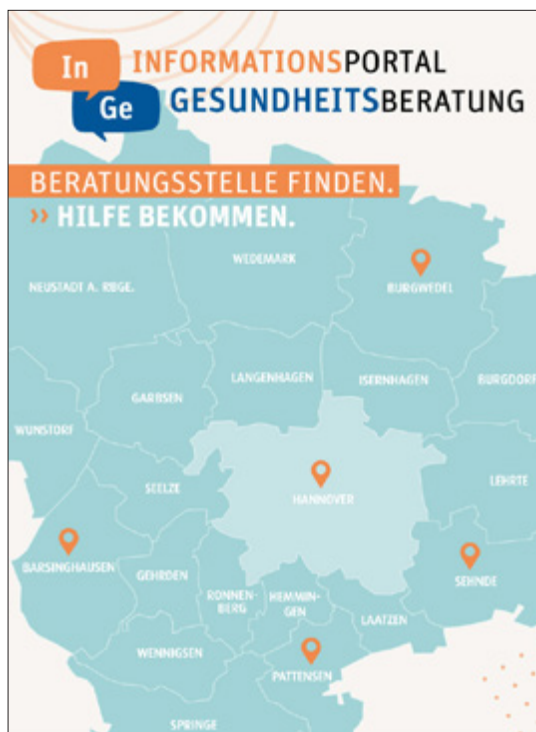 In
Ge
INFORMATIONSPORTAL
GESUNDHEITSBERATUNG
BERATUNGSSTELLE FINDEN.
›› HILFE BEKOMMEN.
WEDEMARK
NEUSTADT A. RBGE.
BURGWEDEL
LANGENHAGEN
ISERNHAGEN
BURGDORF
GARBSEN
WUNSTORF
SEELZE
HANNOVER
LEHRTE
BARSINGHAUSEN
GEHRDEN
SEHNDE
RONNEN-
BERG
HEMMIN-
GEN
LAATZEN
WENNIGSEN
PATTENSEN
SPRINGE